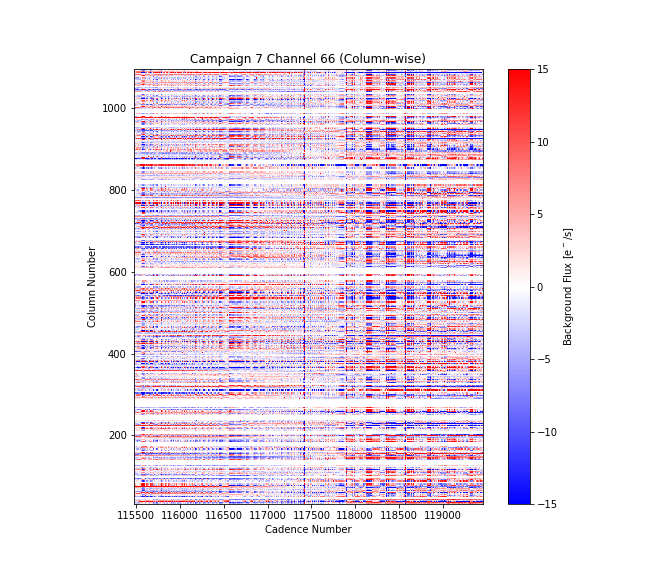 Campaign 7 Channel 66 (Column-wise)
1000
800
600
400
200
Column Number
115500 116000 116500 117000 117500 118000 118500 119000
Cadence Number
15
10
5
0
−5
−10
−15
Background Flux [e⁻/s]